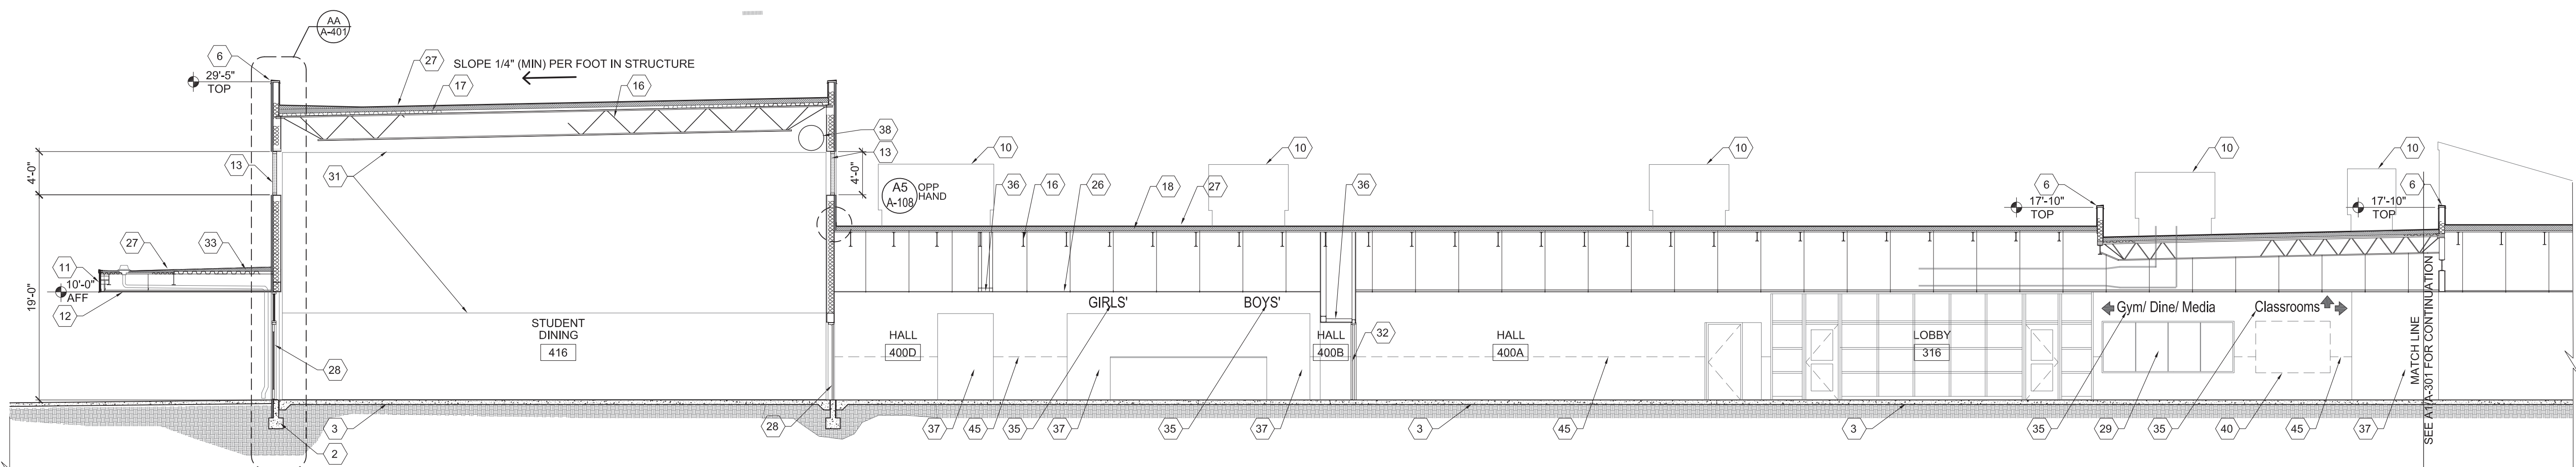 AA
A-401
6
27
SLOPE 1/4" (MIN) PER FOOT IN STRUCTURE
29'-5"
TOP
17
16
38
13
13
4'-0"
4'-0"
31
10
10
10
10
10
A5
A-108
OPP
HAND
36
16
26
18
27
36
6
17'-10"
TOP
6
17'-10"
TOP
27
33
11
10'-0"
AFF
12
19'-0"
GIRLS'
BOYS'
Gym/ Dine/ Media
Classrooms
STUDENT
DINING
416
HALL
400D
HALL
400B
32
HALL
400A
LOBBY
316
28
MATCH LINE
SEE A1/A-301 FOR CONTINUATION
3
2
28
37
45
35
37
35
37
3
45
3
35
29
35
40
45
37